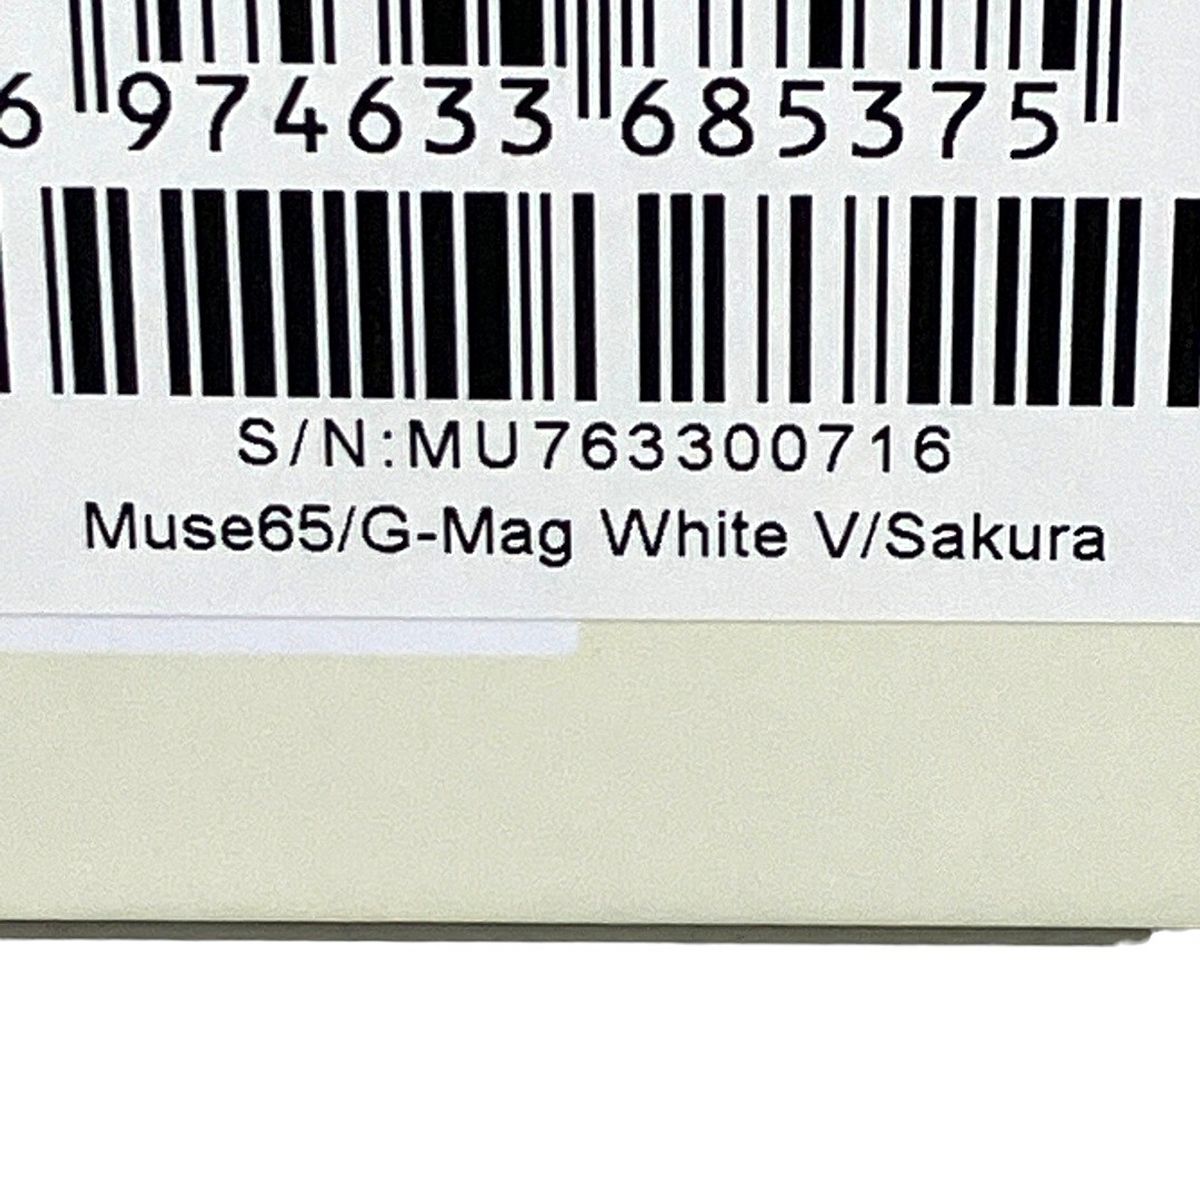 6 974633 685375
S/N:MU763300716
Muse65/G-Mag White V/Sakura